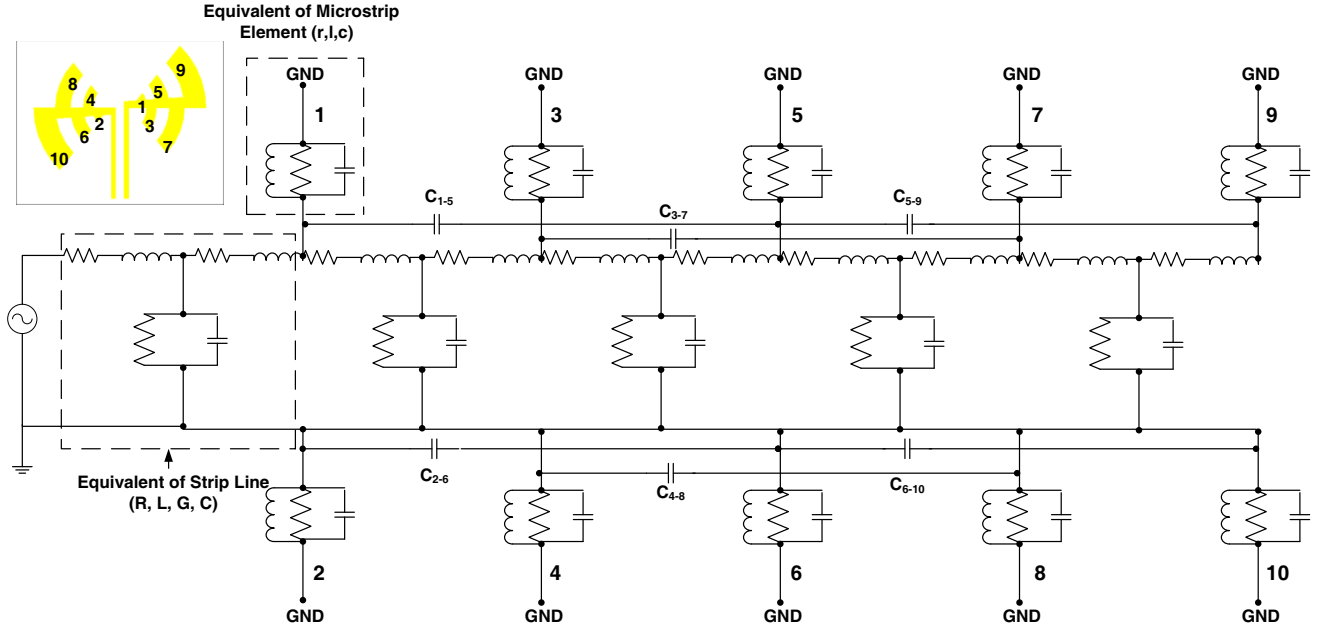 Equivalent of Microstrip
Element (r,l,c)
GND
GND
GND
GND
GND
1
3
5
7
9
8
4
2
6
10
9
5
1
3
7
C1-5
C3-7
C5-9
Equivalent of Strip Line
(R, L, G, C)
C2-6
C4-8
C6-10
2
4
6
8
10
GND
GND
GND
GND
GND